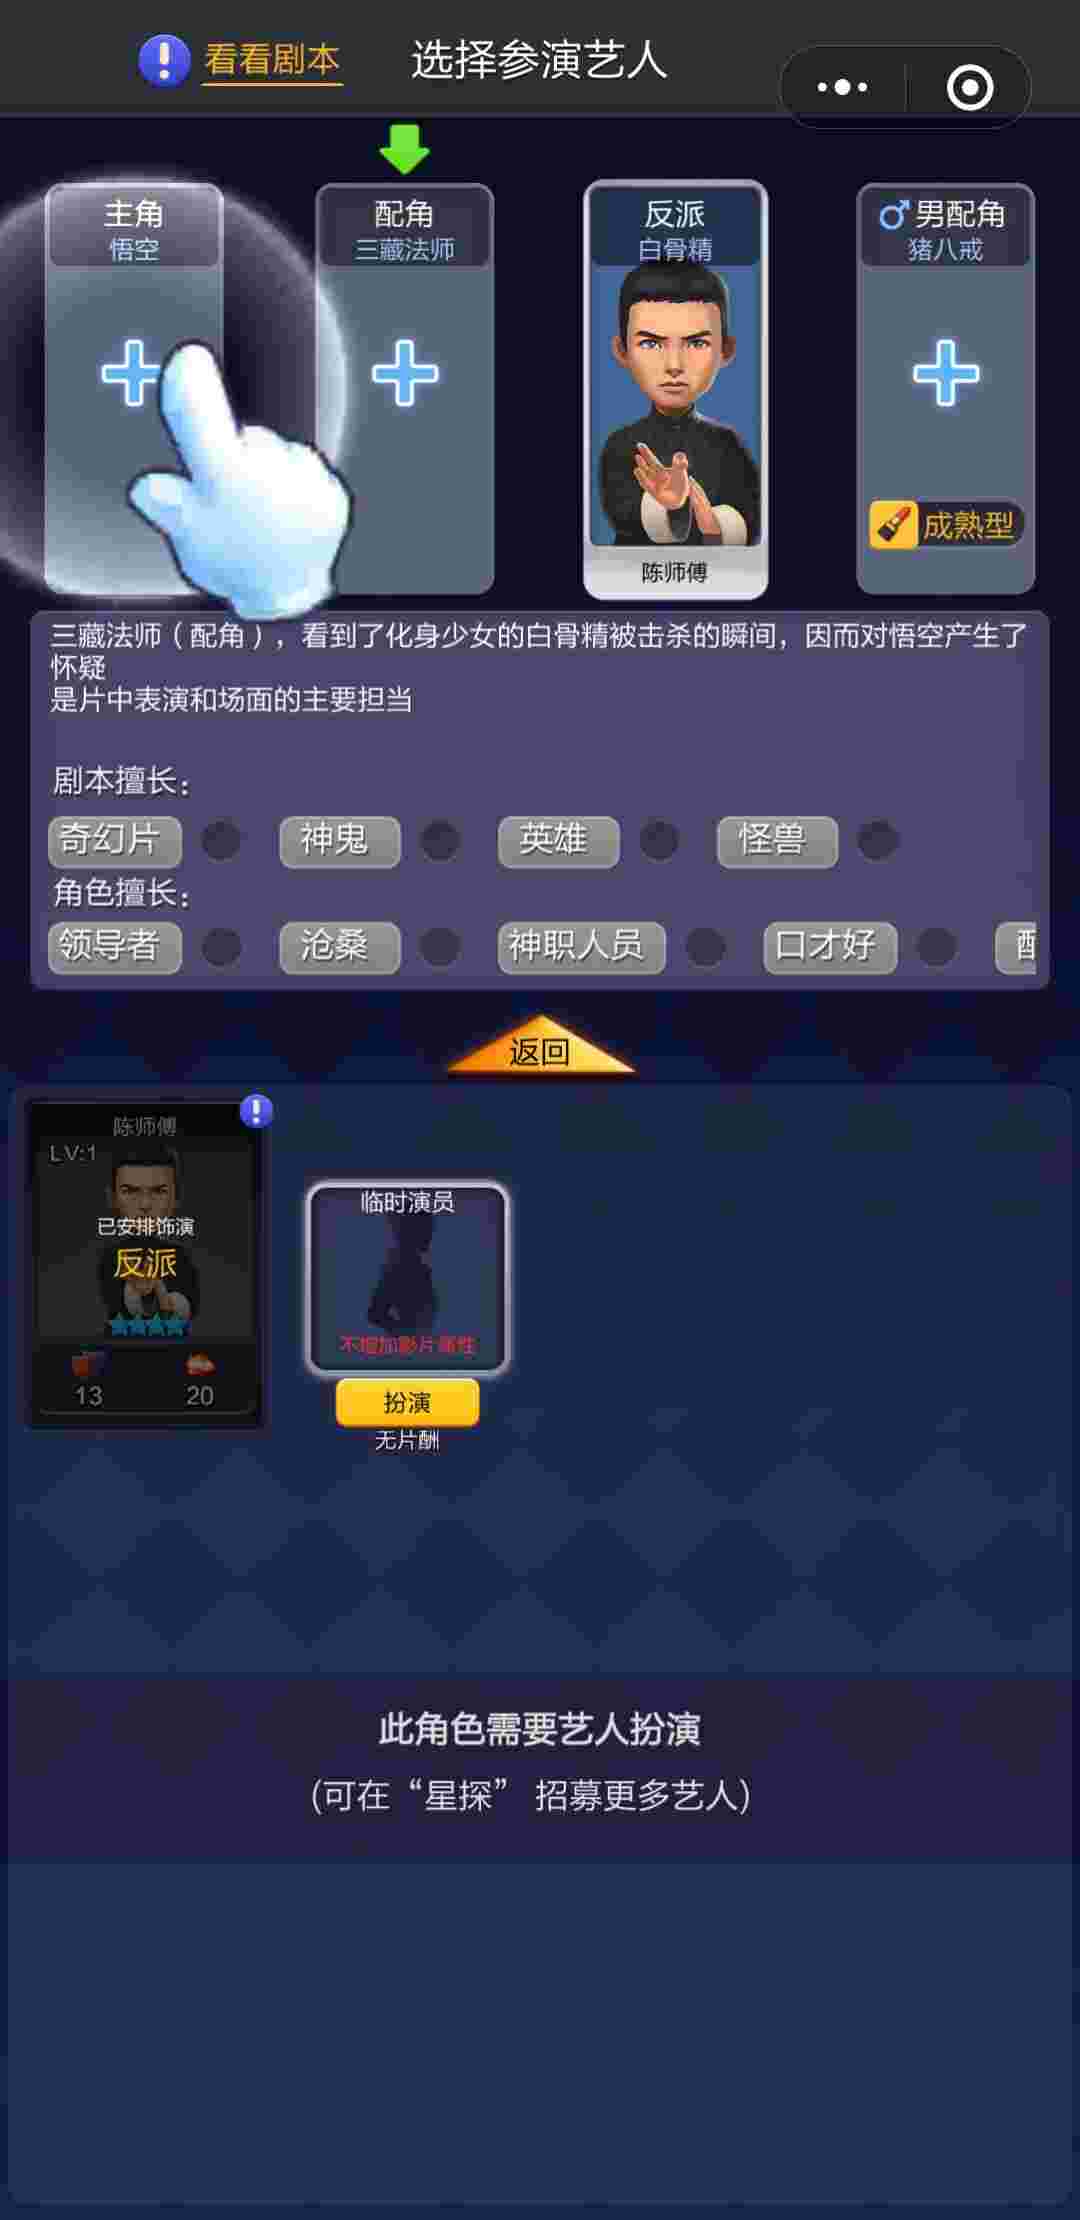 看看剧本
选择参演艺人
主角
悟空
配角
三藏法师
反派
白骨精
陈师傅
男配角
猪八戒
成熟型
三藏法师（配角），看到了化身少女的白骨精被击杀的瞬间，因而对悟空产生了
怀疑
是片中表演和场面的主要担当
剧本擅长：
奇幻片 神鬼 英雄 怪兽
角色擅长：
领导者 沧桑 神职人员 口才好
返回
陈师傅
LV:1
已安排饰演
反派
13 20
临时演员
不增加影片属性
扮演
无片酬
此角色需要艺人扮演
(可在“星探” 招募更多艺人)